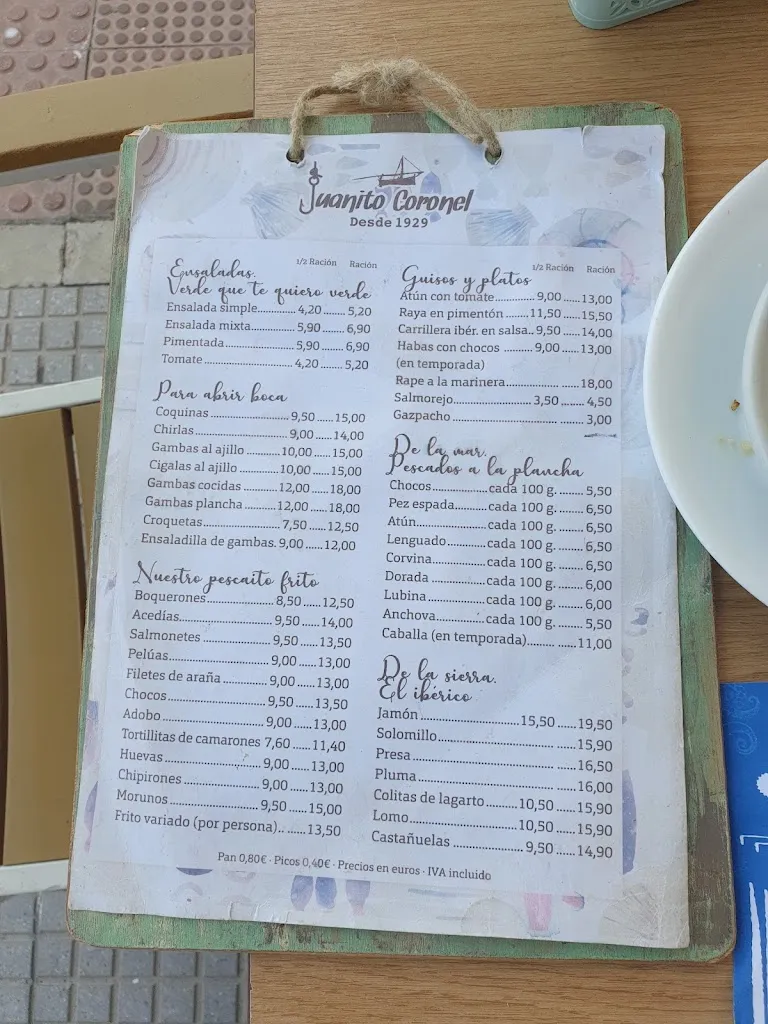 Juanito Coronel
Desde 1929
1/2 Ración Ración
Ensaladas.
Verde que te quiero verde
Ensalada simple............... 4,20 ...... 5,20
Ensalada mixta............... 5,90 ...... 6,90
Pimentada............... 5,90 ...... 6,90
Tomate............... 4,20 ...... 5,20
Para abrir boca
Coquinas............... 9,50 ...... 15,00
Chirlas............... 9,00 ...... 14,00
Gambas al ajillo............... 10,00 ...... 15,00
Cigalas al ajillo............... 10,00 ...... 15,00
Gambas cocidas............... 12,00 ...... 18,00
Gambas plancha............... 12,00 ...... 18,00
Croquetas............... 7,50 ...... 12,50
Ensaladilla de gambas. 9,00 ...... 12,00
Nuestro pescaito frito
Boquerones............... 8,50 ...... 12,50
Acedías............... 9,50 ...... 14,00
Salmonetes............... 9,50 ...... 13,50
Pelúas............... 9,00 ...... 13,00
Filetes de araña............... 9,00 ...... 13,00
Chocos............... 9,50 ...... 13,50
Adobo............... 9,00 ...... 13,00
Tortillitas de camarones 7,60 ...... 11,40
Huevas............... 9,00 ...... 13,00
Chipirones............... 9,00 ...... 13,00
Morunos............... 9,50 ...... 15,00
Frito variado (por persona).. ...... 13,50
1/2 Ración Ración
Guisos y platos
Atún con tomate............... 9,00 ...... 13,00
Raya en pimentón............... 11,50 ...... 15,50
Carrillera ibér. en salsa.. 9,50 ...... 14,00
Habas con chocos............... 9,00 ...... 13,00
(en temporada)
Rape a la marinera............... ...... 18,00
Salmorejo............... 3,50 ...... 4,50
Gazpacho............... ...... 3,00
De la mar.
Pescados a la plancha
Chocos............... cada 100 g. ........ 5,50
Pez espada............... cada 100 g. ........ 6,50
Atún............... cada 100 g. ........ 6,50
Lenguado............... cada 100 g. ........ 6,50
Corvina............... cada 100 g. ........ 6,50
Dorada............... cada 100 g. ........ 6,00
Lubina............... cada 100 g. ........ 6,00
Anchova............... cada 100 g. ........ 5,50
Caballa (en temporada)........ ........ 11,00
De la sierra.
El ibérico
Jamón............... 15,50 ...... 19,50
Solomillo............... ...... 15,90
Presa............... ...... 16,50
Pluma............... ...... 16,00
Colitas de lagarto............... 10,50 ...... 15,90
Lomo............... 10,50 ...... 15,90
Castañuelas............... 9,50 ...... 14,90
Pan 0,80€ · Picos 0,40€ · Precios en euros · IVA incluido